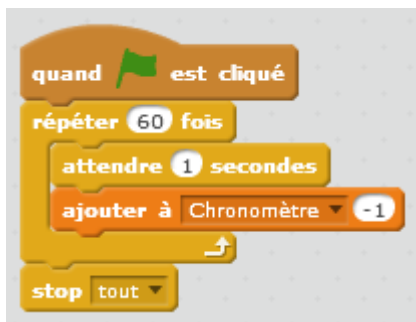 quand est cliqué
répéter 60 fois
attendre 1 secondes
ajouter à Chronomètre -1
stop tout